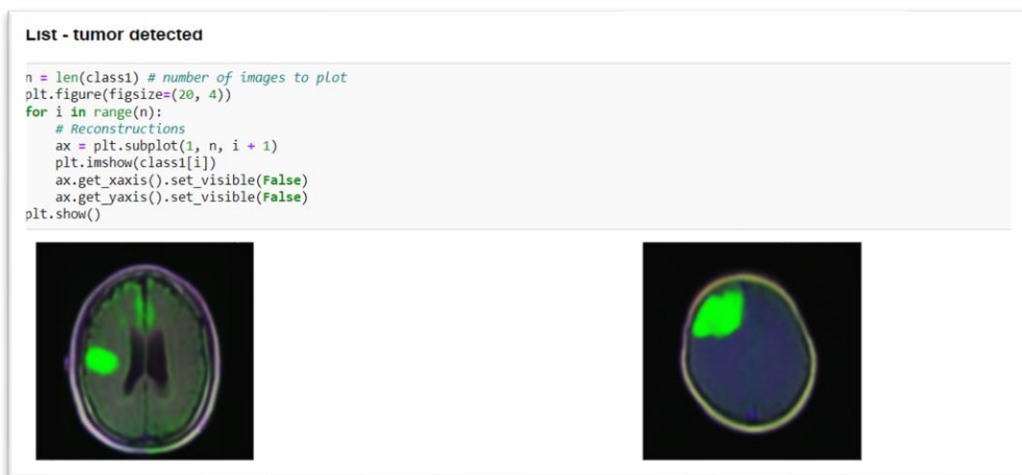 List - tumor detected
n = len(class1) # number of images to plot
plt.figure(figsize=(20, 4))
for i in range(n):
    # Reconstructions
    ax = plt.subplot(1, n, i + 1)
    plt.imshow(class1[i])
    ax.get_xaxis().set_visible(False)
    ax.get_yaxis().set_visible(False)
plt.show()